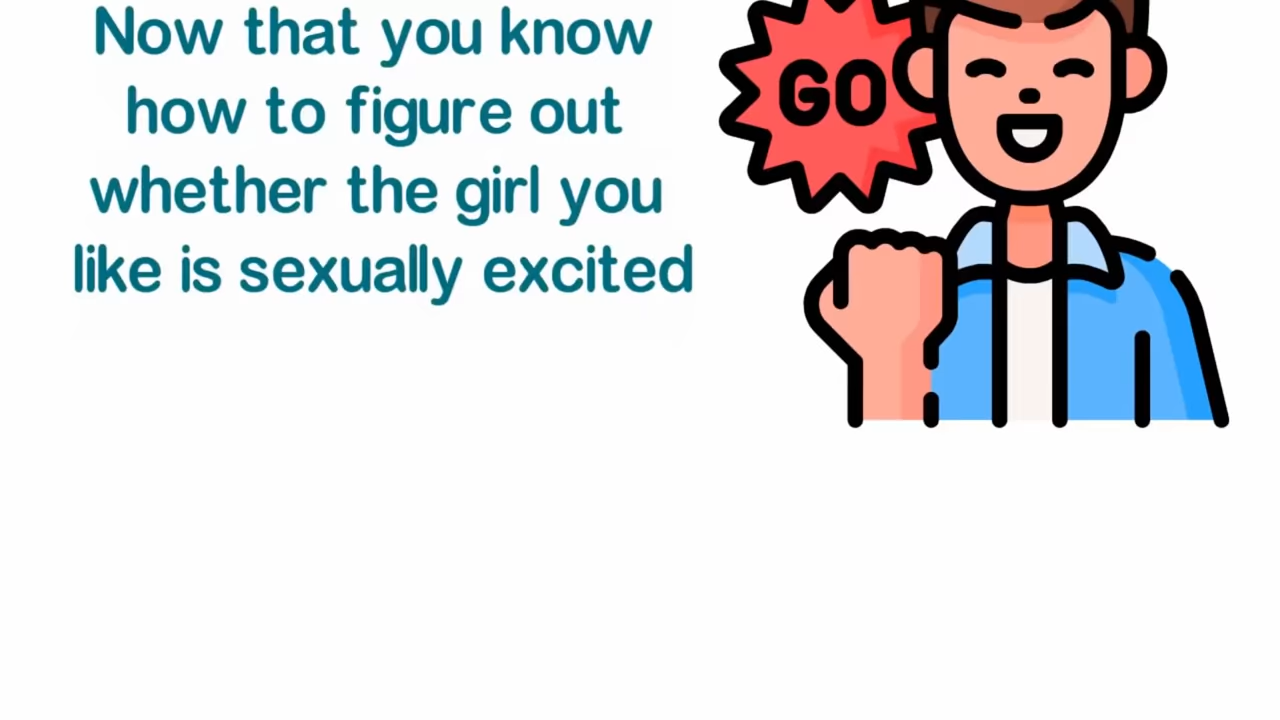 Now that you know
how to figure out
whether the girl you
like is sexually excited
GO